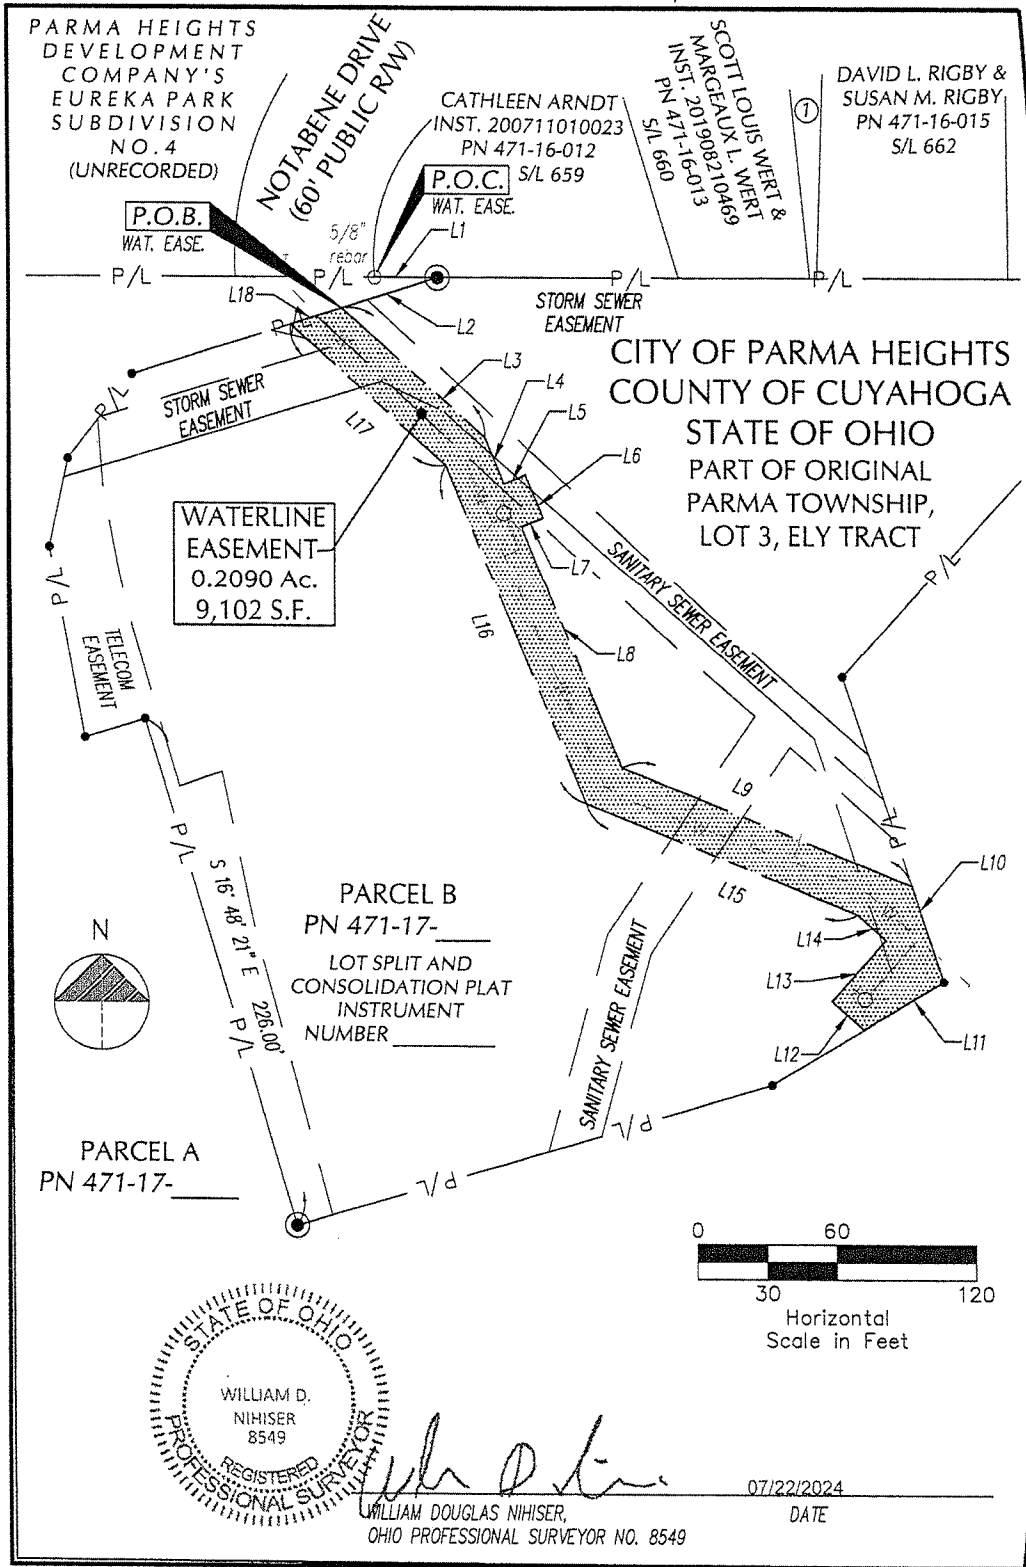 PARMA HEIGHTS
DEVELOPMENT
COMPANY'S
EUREKA PARK
SUBDIVISION
NO. 4
(UNRECORDED)
NOTABENE DRIVE
(60' PUBLIC R/W)
CATHLEEN ARNDT
INST. 200711010023
PN 471-16-012
S/L 659
SCOTT LOUIS WERT &
MARGEAUX L. WERT
INST. 201908210469
PN 471-16-013
S/L 660
1
DAVID L. RIGBY &
SUSAN M. RIGBY
PN 471-16-015
S/L 662
P.O.B.
WAT. EASE.
P.O.C.
WAT. EASE.
5/8"
rebar
L1
P/L
P/L
P/L
P/L
L18
L2
STORM SEWER
EASEMENT
CITY OF PARMA HEIGHTS
COUNTY OF CUYAHOGA
STATE OF OHIO
PART OF ORIGINAL
PARMA TOWNSHIP,
LOT 3, ELY TRACT
P/L
STORM SEWER
EASEMENT
L17
L3
L4
L5
L6
L7
WATERLINE
EASEMENT
0.2090 Ac.
9,102 S.F.
SANITARY SEWER EASEMENT
P/L
P/L
TELECOM
EASEMENT
L16
L8
L9
P/L
L10
L15
L14
L13
L12
L11
P/L
S 16° 48' 21" E 226.00'
P/L
N
PARCEL B
PN 471-17-____
LOT SPLIT AND
CONSOLIDATION PLAT
INSTRUMENT
NUMBER ________
SANITARY SEWER EASEMENT
P/L
P/L
PARCEL A
PN 471-17-_____
0 60
30 120
Horizontal
Scale in Feet
STATE OF OHIO
WILLIAM D.
NIHISER
8549
REGISTERED
PROFESSIONAL SURVEYOR
07/22/2024
WILLIAM DOUGLAS NIHISER,
DATE
OHIO PROFESSIONAL SURVEYOR NO. 8549